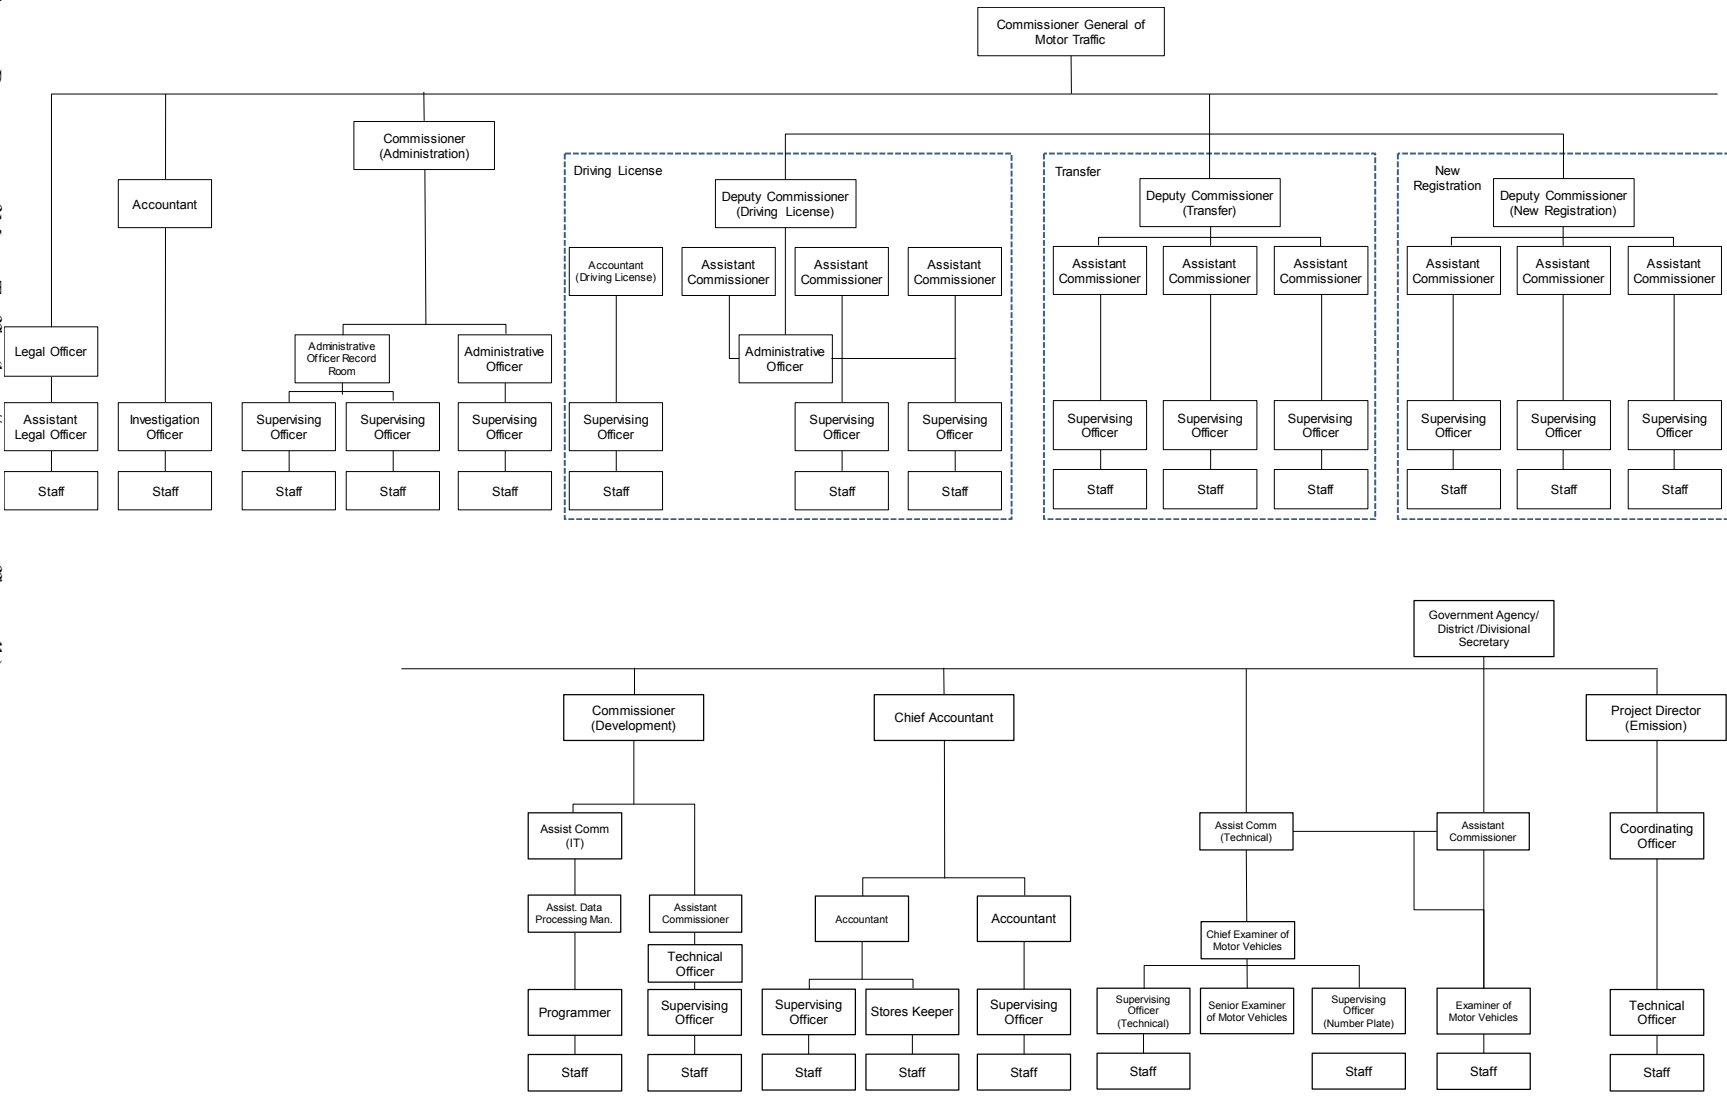 Commissioner General of
Motor Traffic
Commissioner
(Administration)
Accountant
Driving License
Deputy Commissioner
(Driving License)
Transfer
Deputy Commissioner
(Transfer)
New
Registration
Deputy Commissioner
(New Registration)
Accountant
(Driving License)
Assistant
Commissioner
Assistant
Commissioner
Assistant
Commissioner
Assistant
Commissioner
Assistant
Commissioner
Assistant
Commissioner
Assistant
Commissioner
Assistant
Commissioner
Assistant
Commissioner
Legal Officer
Administrative
Officer Record
Room
Administrative
Officer
Administrative
Officer
Assistant
Legal Officer
Investigation
Officer
Supervising
Officer
Supervising
Officer
Supervising
Officer
Supervising
Officer
Supervising
Officer
Supervising
Officer
Supervising
Officer
Supervising
Officer
Supervising
Officer
Supervising
Officer
Supervising
Officer
Supervising
Officer
Staff
Staff
Staff
Staff
Staff
Staff
Staff
Staff
Staff
Staff
Staff
Staff
Staff
Staff
Government Agency/
District /Divisional
Secretary
Commissioner
(Development)
Chief Accountant
Project Director
(Emission)
Assist Comm
(IT)
Assist Comm
(Technical)
Assistant
Commissioner
Coordinating
Officer
Assist. Data
Processing Man.
Assistant
Commissioner
Accountant
Accountant
Chief Examiner of
Motor Vehicles
Technical
Officer
Programmer
Supervising
Officer
Supervising
Officer
Stores Keeper
Supervising
Officer
Supervising
Officer
(Technical)
Senior Examiner
of Motor Vehicles
Supervising
Officer
(Number Plate)
Examiner of
Motor Vehicles
Technical
Officer
Staff
Staff
Staff
Staff
Staff
Staff
Staff
Staff
Staff